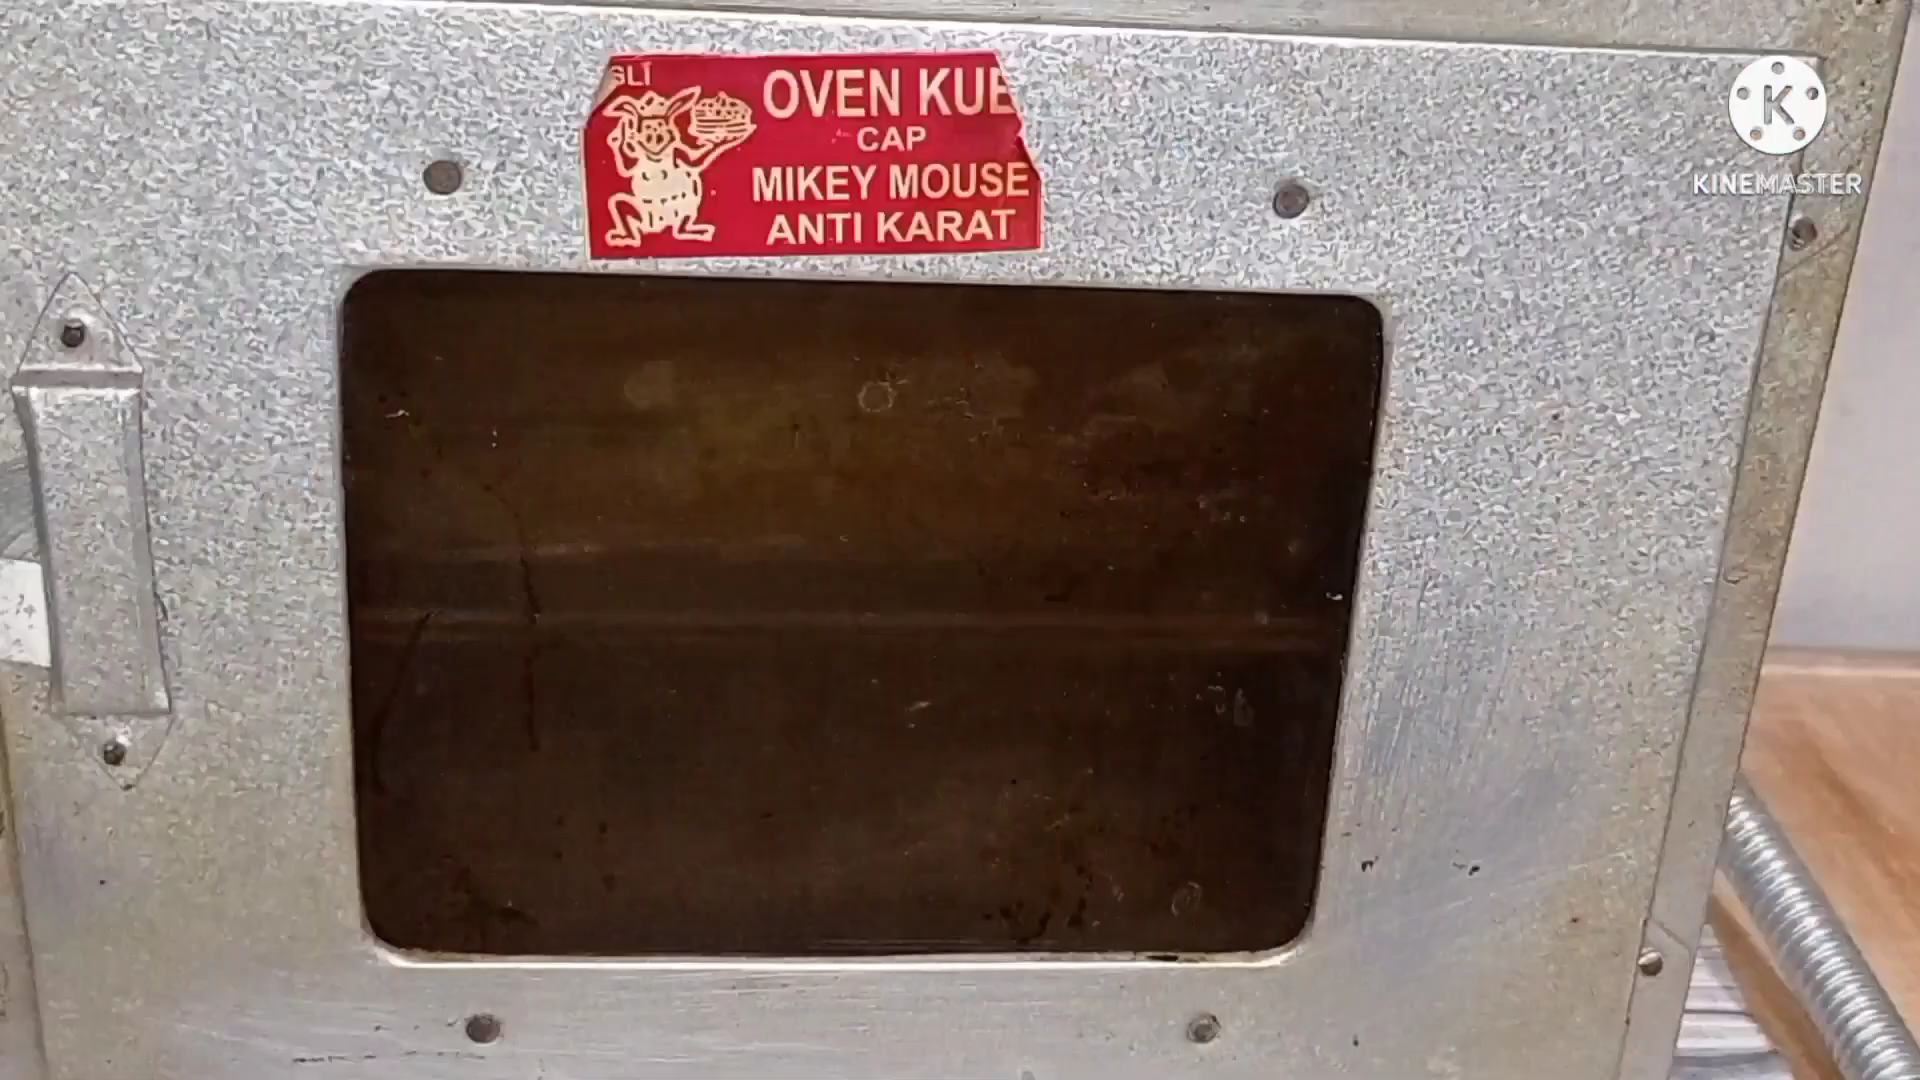 OVEN KUE
CAP
MIKEY MOUSE
ANTI KARAT
K
KINEMASTER